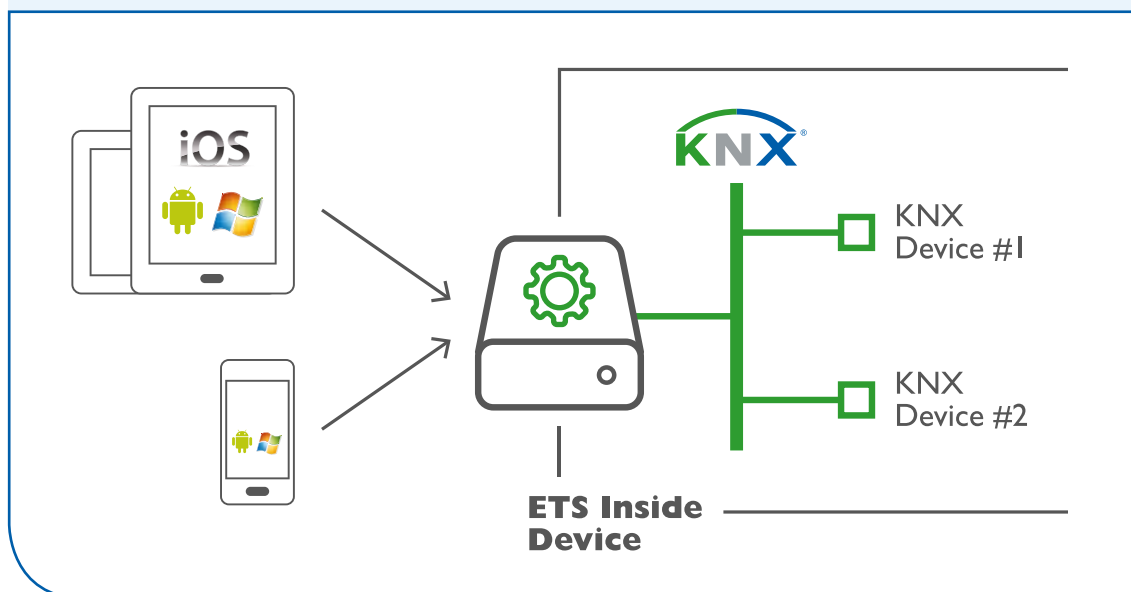 iOS
KNX®
KNX
Device #1
KNX
Device #2
ETS Inside
Device